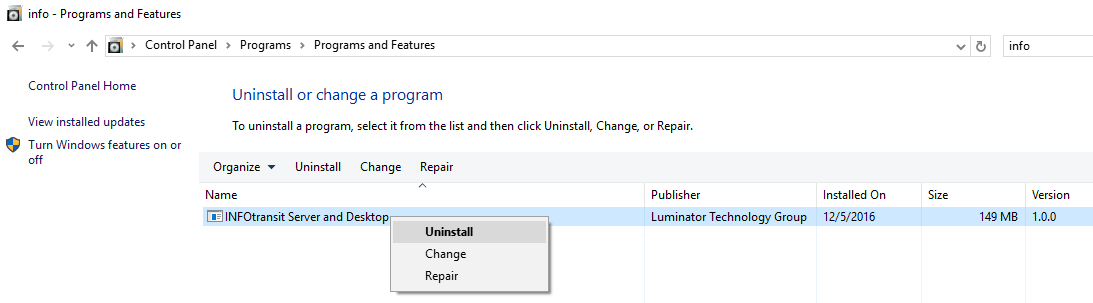 info - Programs and Features
Control Panel Programs Programs and Features info
Control Panel Home
View installed updates
Turn Windows features on or
off
Uninstall or change a program
To uninstall a program, select it from the list and then click Uninstall, Change, or Repair.
Organize Uninstall Change Repair
Name Publisher Installed On Size Version
INFOtransit Server and Desktop Luminator Technology Group 12/5/2016 149 MB 1.0.0
Uninstall
Change
Repair